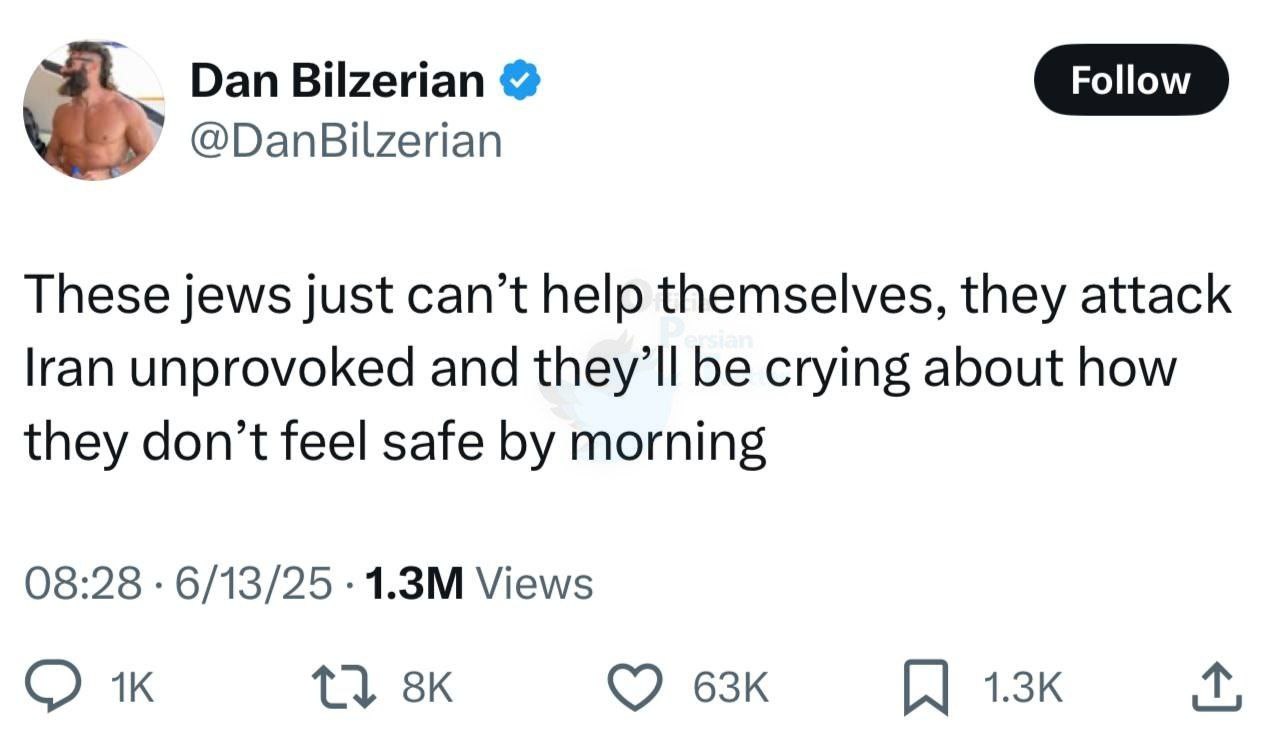 Dan Bilzerian
Follow
@DanBilzerian
These jews just can’t help themselves, they attack
Iran unprovoked and they’ll be crying about how
they don’t feel safe by morning
Persian
08:28 · 6/13/25 · 1.3M Views
1K 8K 63K 1.3K